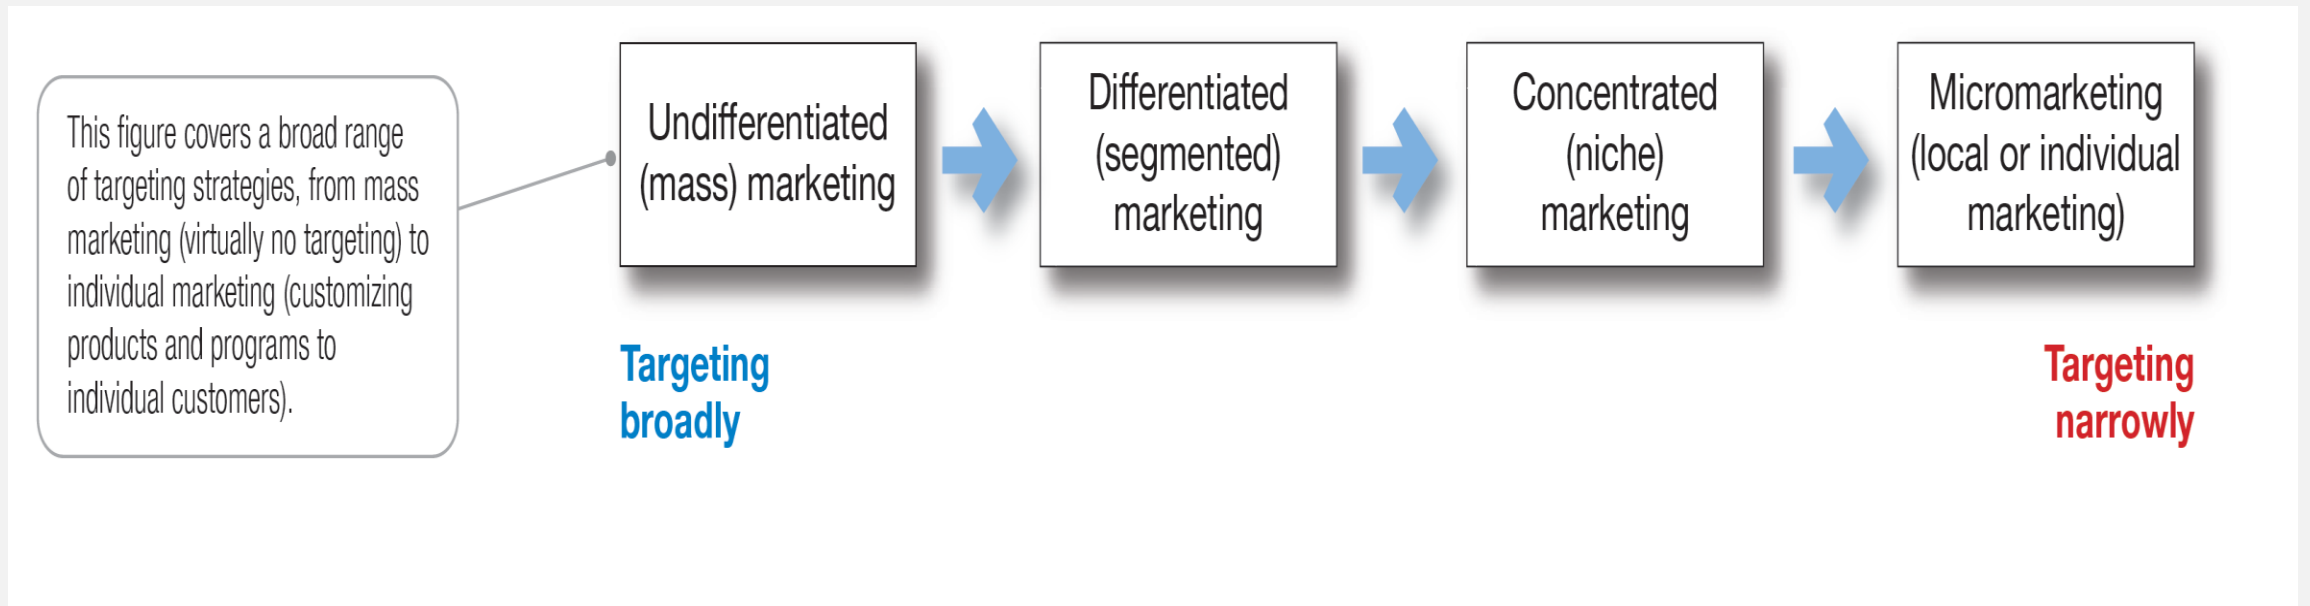 This figure covers a broad range
of targeting strategies, from mass
marketing (virtually no targeting) to
individual marketing (customizing
products and programs to
individual customers).
Undifferentiated
(mass) marketing
Differentiated
(segmented)
marketing
Concentrated
(niche)
marketing
Micromarketing
(local or individual
marketing)
Targeting
broadly
Targeting
narrowly